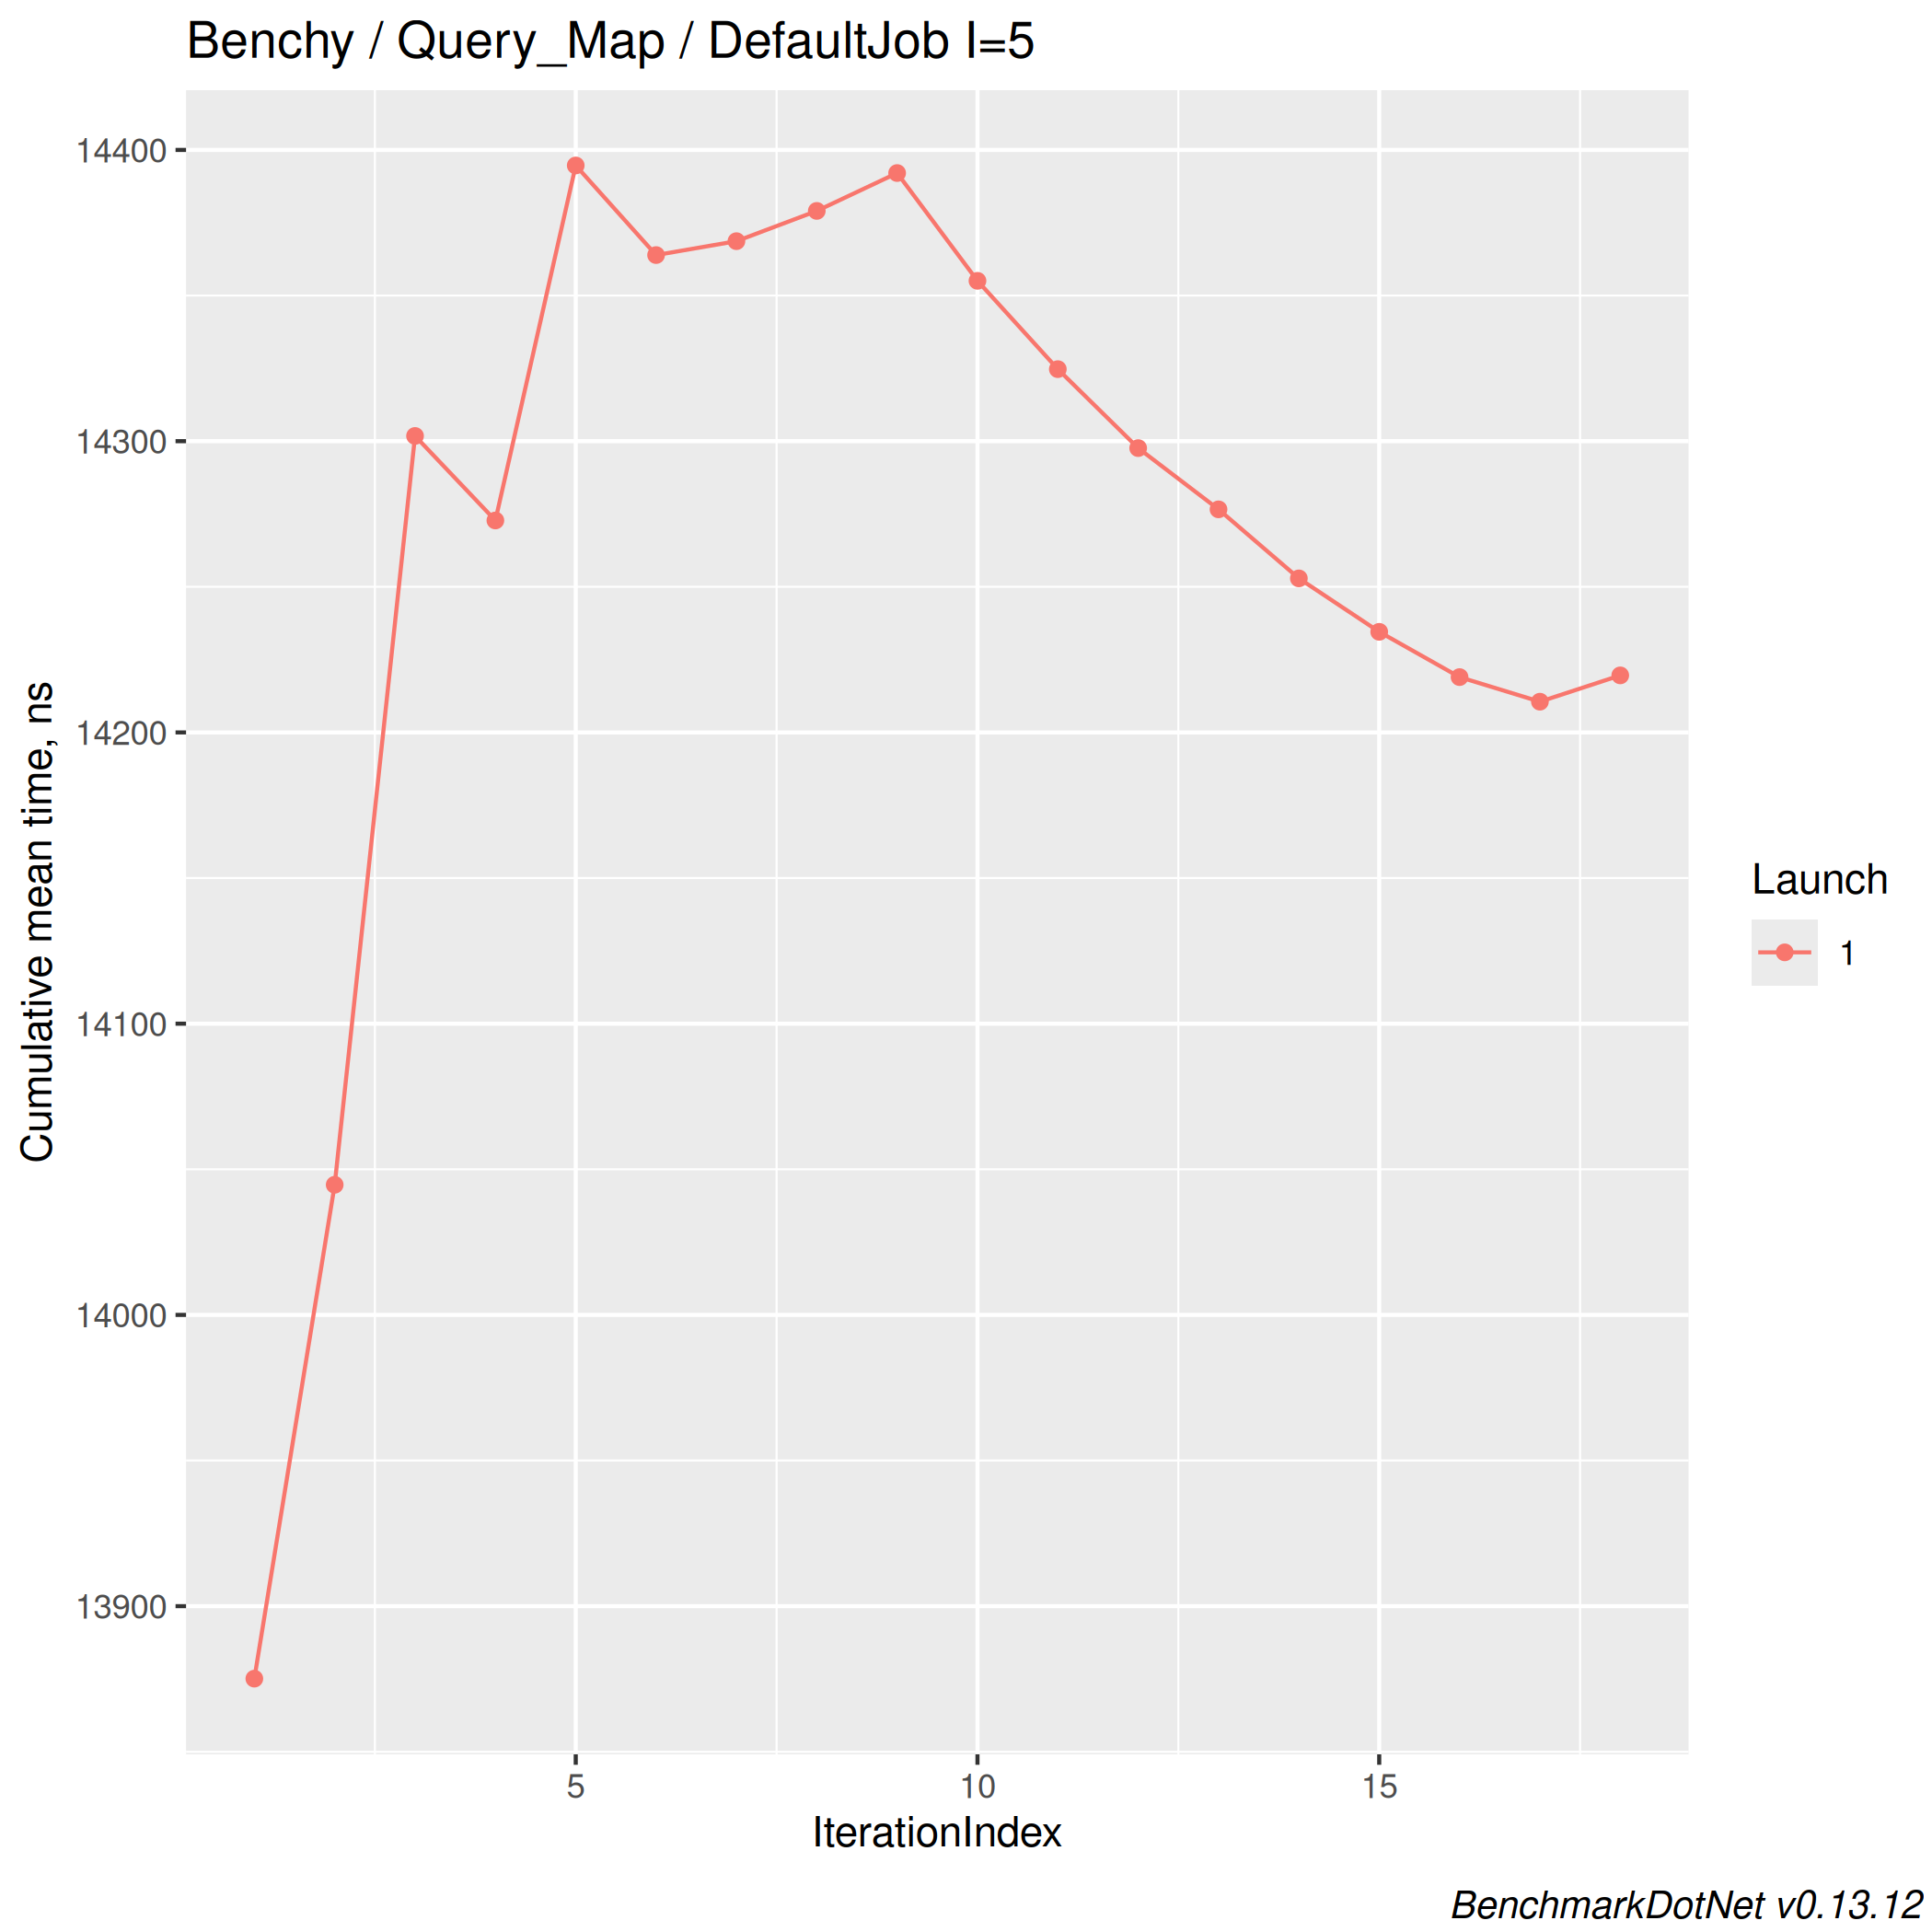 Benchy / Query_Map / DefaultJob I=5
14400
14300
14200
14100
14000
13900
Cumulative mean time, ns
5 10 15
IterationIndex
Launch
1
BenchmarkDotNet v0.13.12